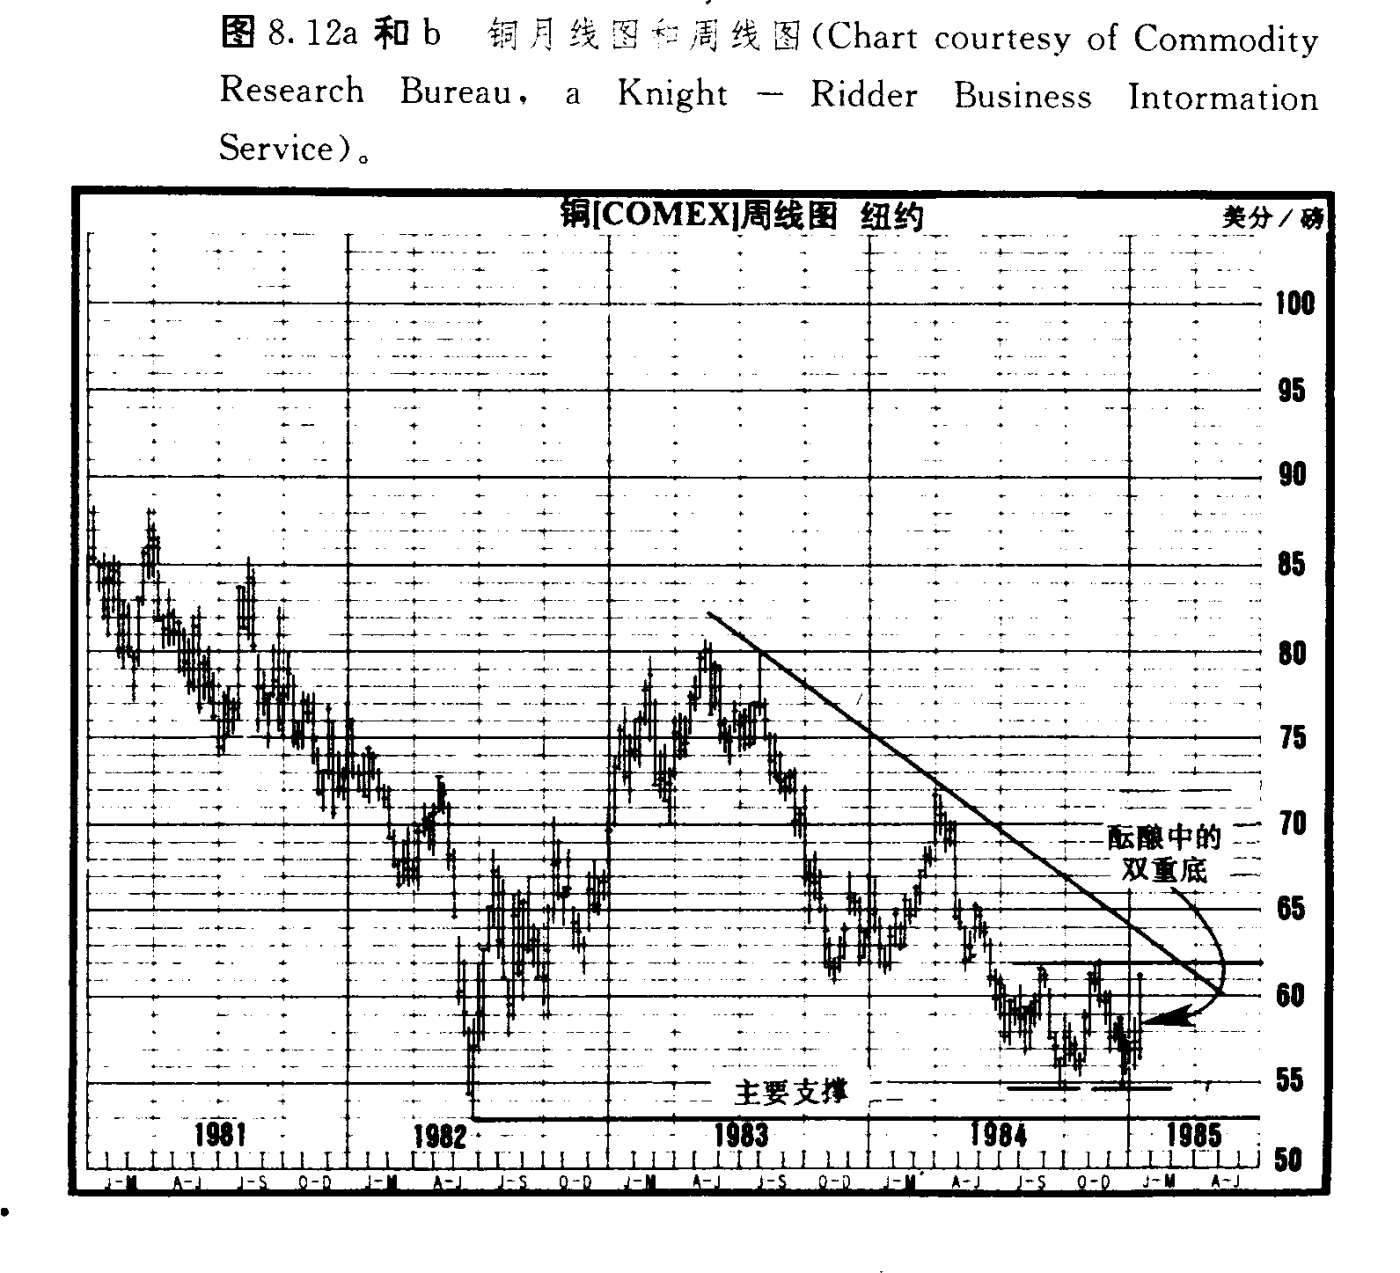 图 8.12a 和 b 铜月线图和周线图(Chart courtesy of Commodity
Research Bureau, a Knight — Ridder Business Intormation
Service)。
铜[COMEX]周线图 纽约
美分/磅
100
95
90
85
80
75
70
酝酿中的
双重底
65
60
55
主要支撑
1981 1982 1983 1984 1985
50
J-M A-J J-S O-D J-M A-J J-S O-D J-M A-J J-S O-D J-M A-J J-S O-D J-M A-J